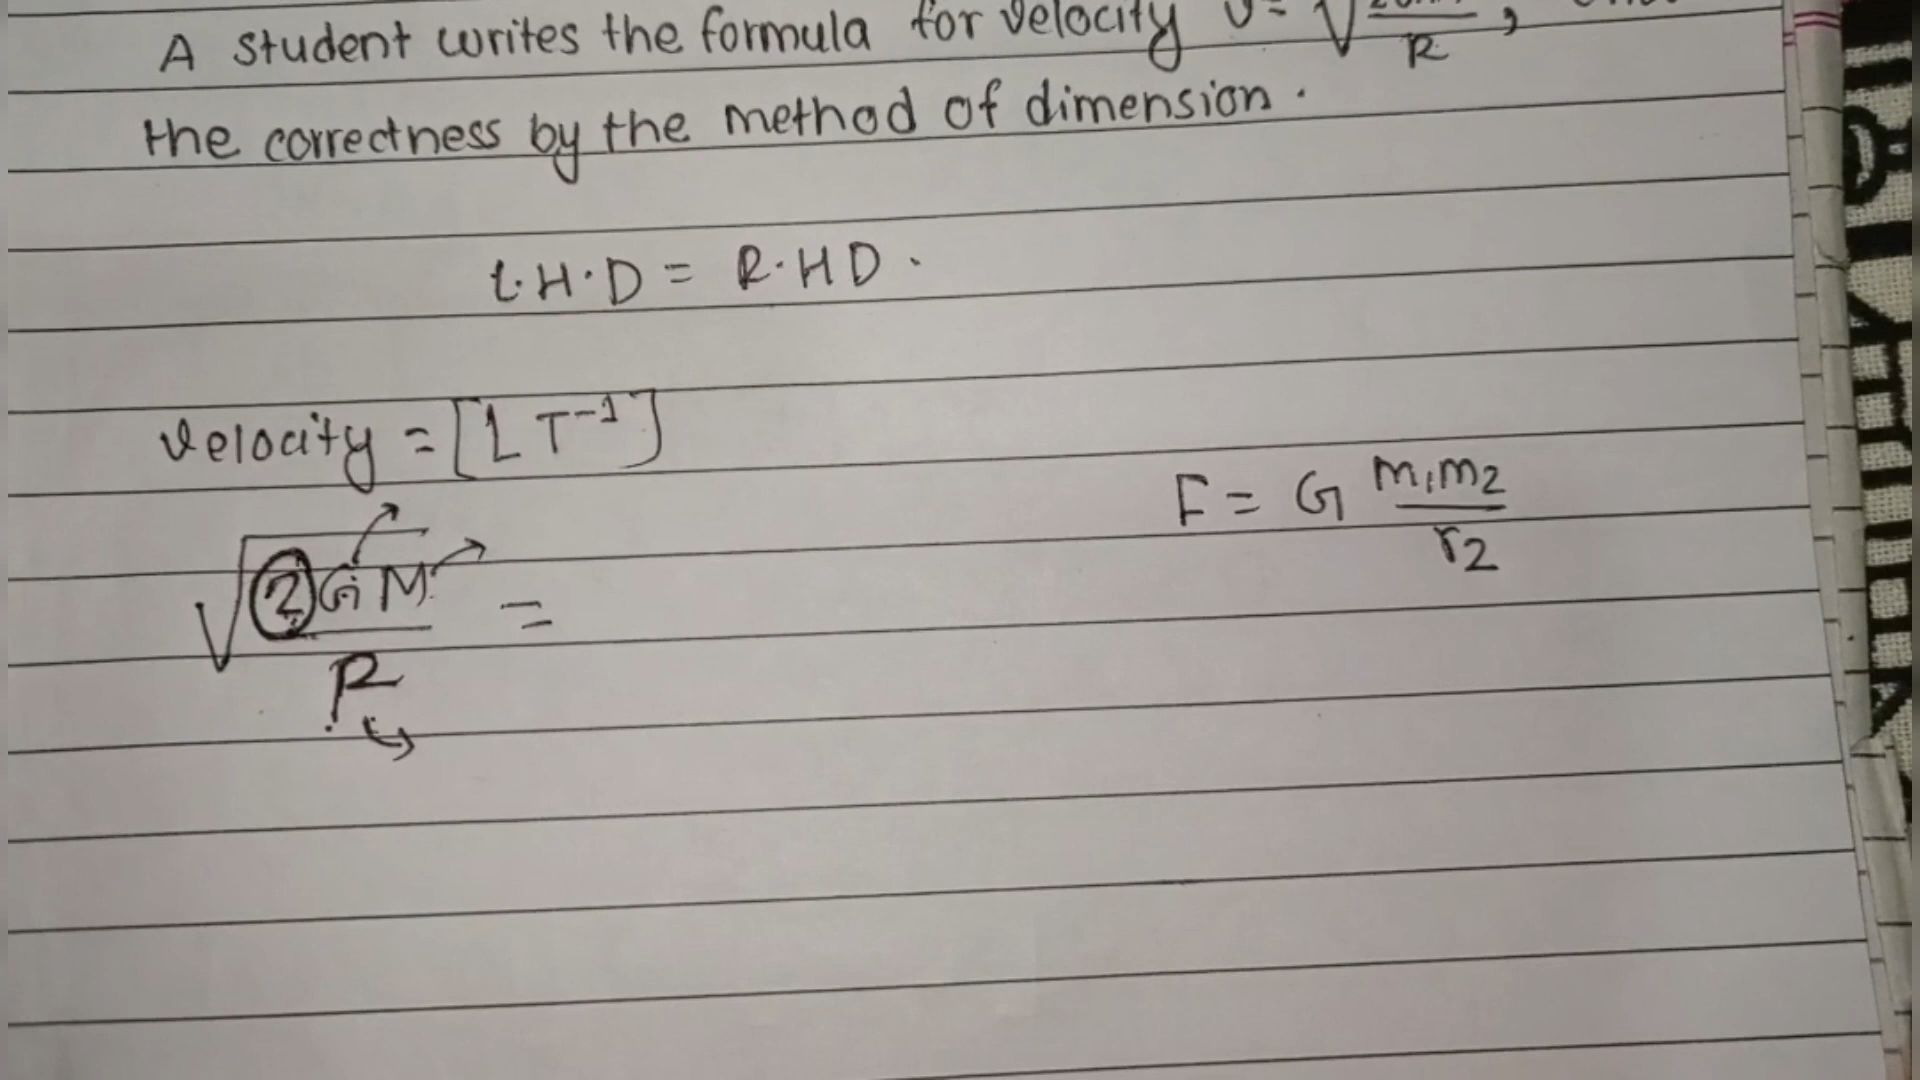 A student writes the formula for velocity v = √ / R ,
the correctness by the method of dimension.
L.H.D = R.HD.
velocity = [L T⁻¹]
F = G m₁m₂ / r₂
√2GM / R =